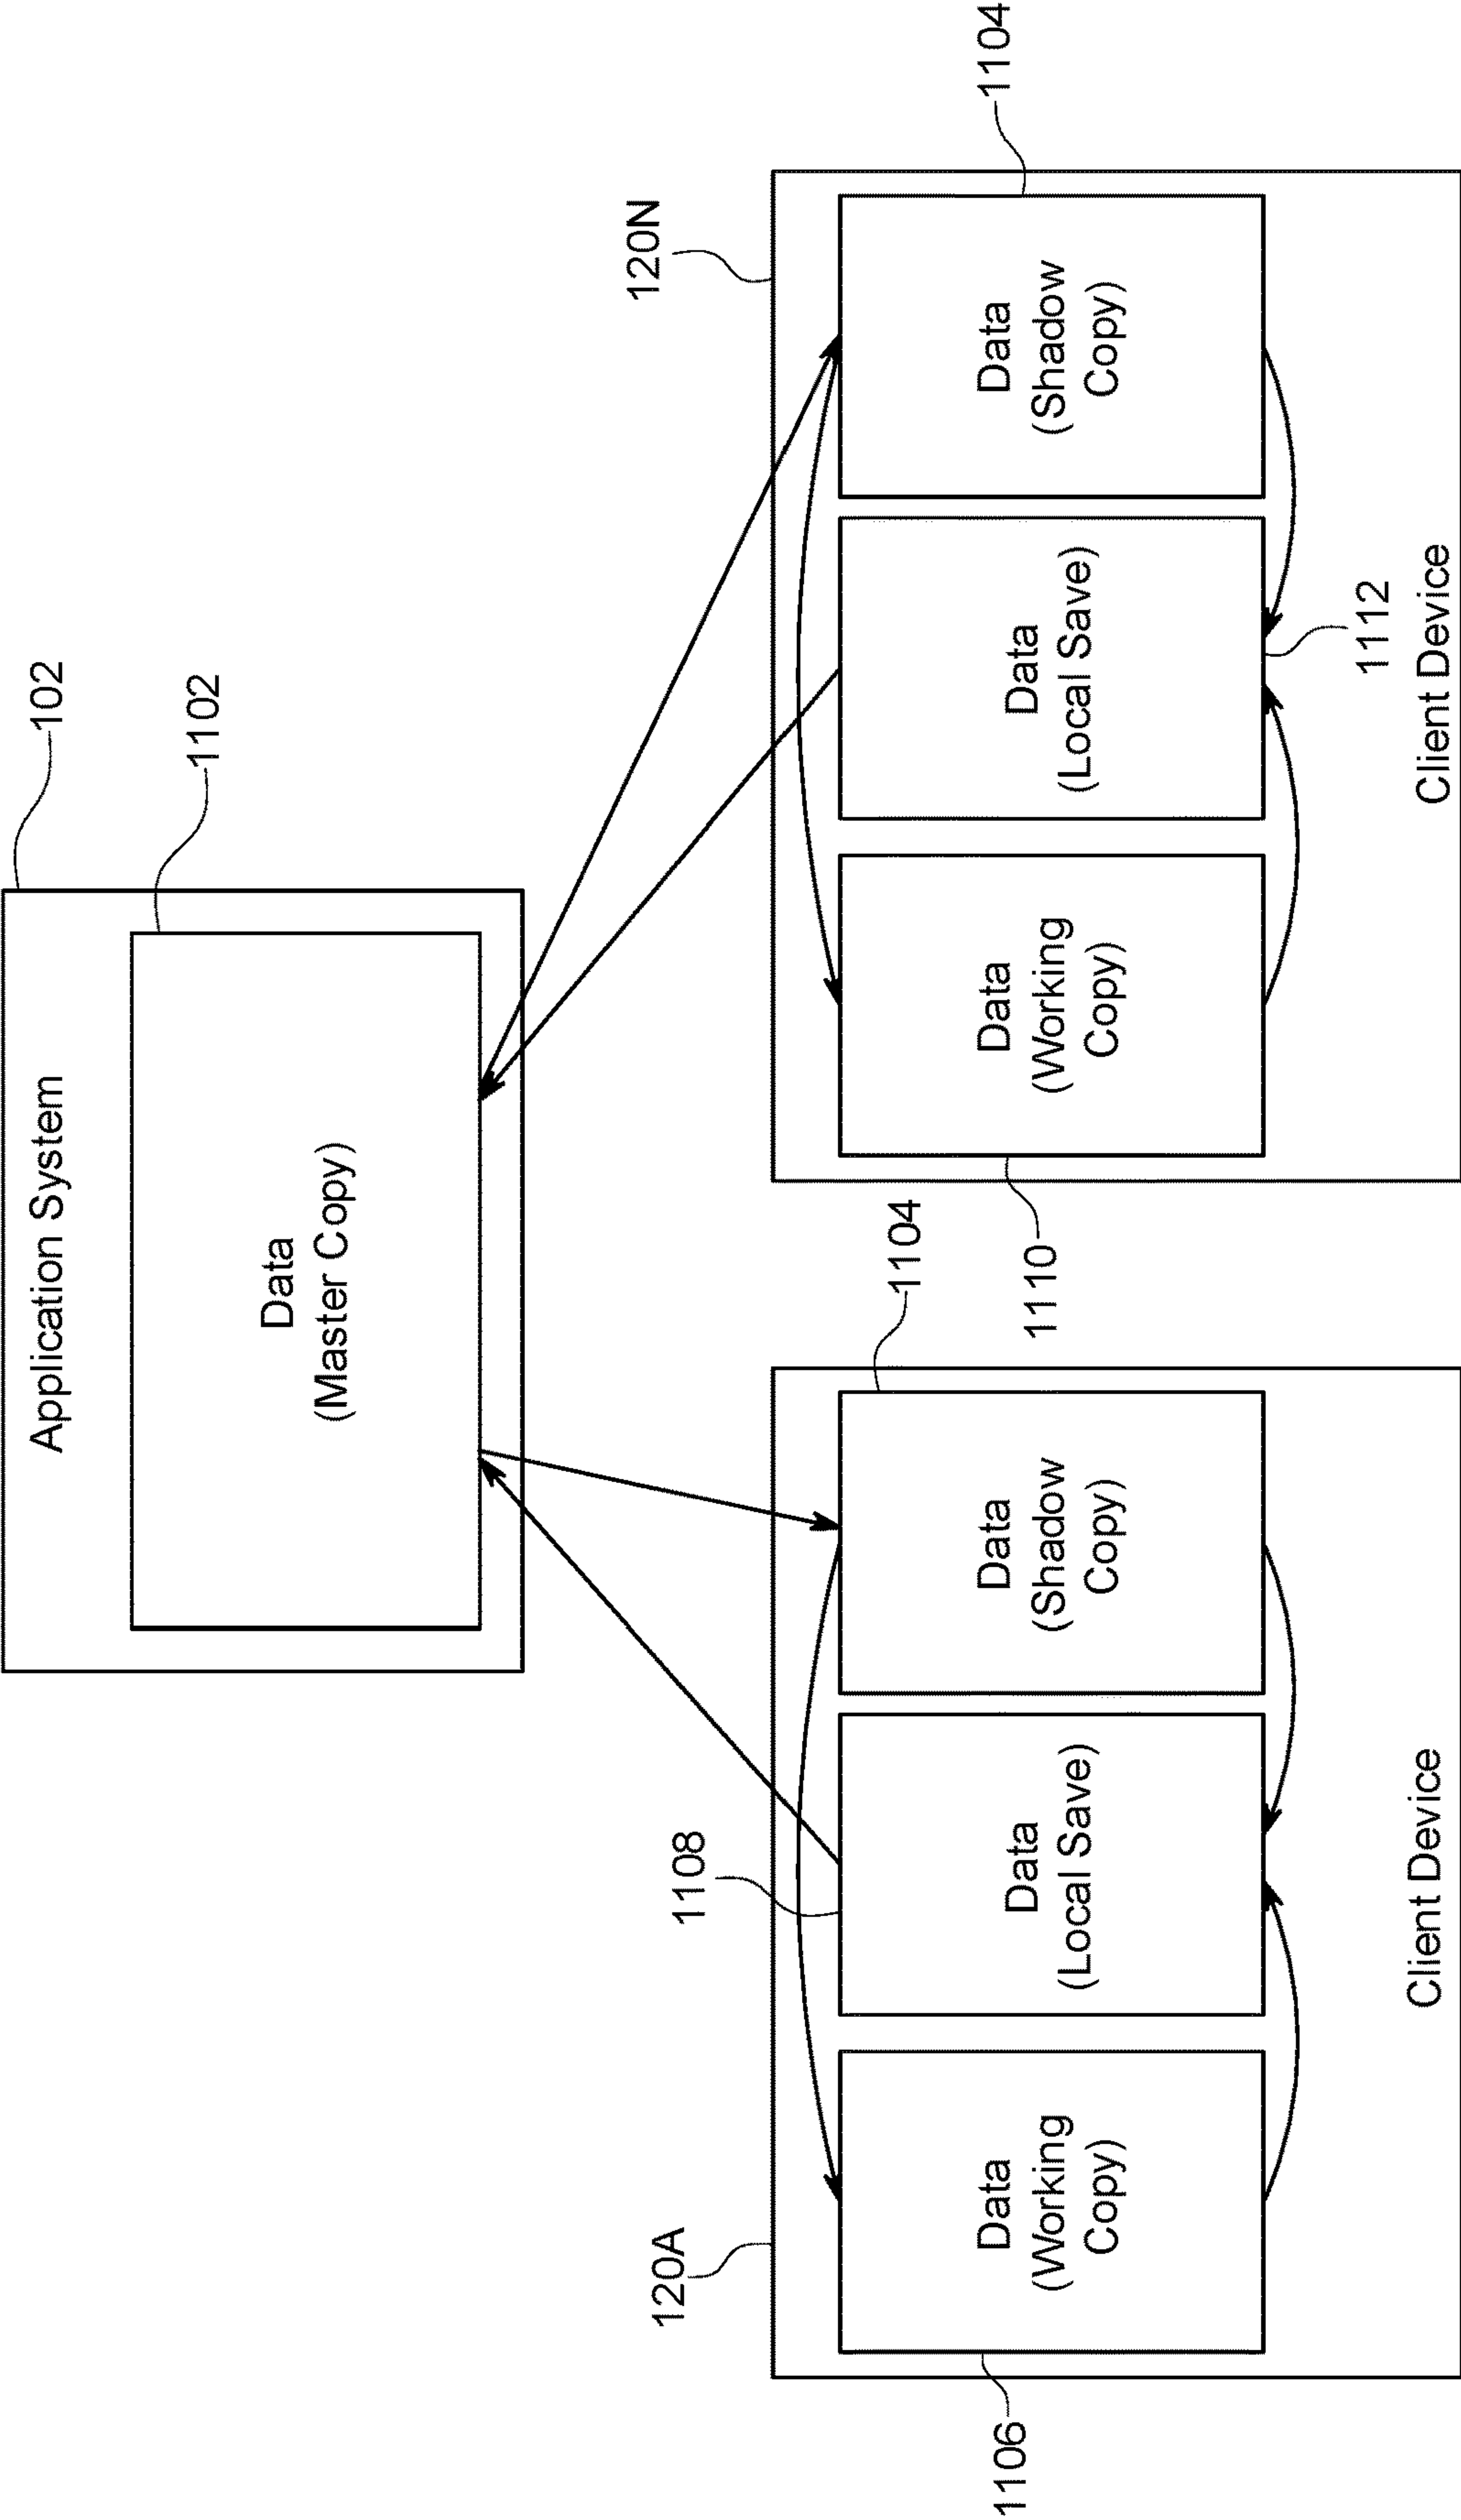 102
Application System
1102
Data
(Master Copy)
120A
1108
120N
1104
1104
Data
(Working
Copy)
Data
(Local Save)
Data
(Shadow
Copy)
Data
(Working
Copy)
Data
(Local Save)
Data
(Shadow
Copy)
1106
1110
1112
Client Device
Client Device